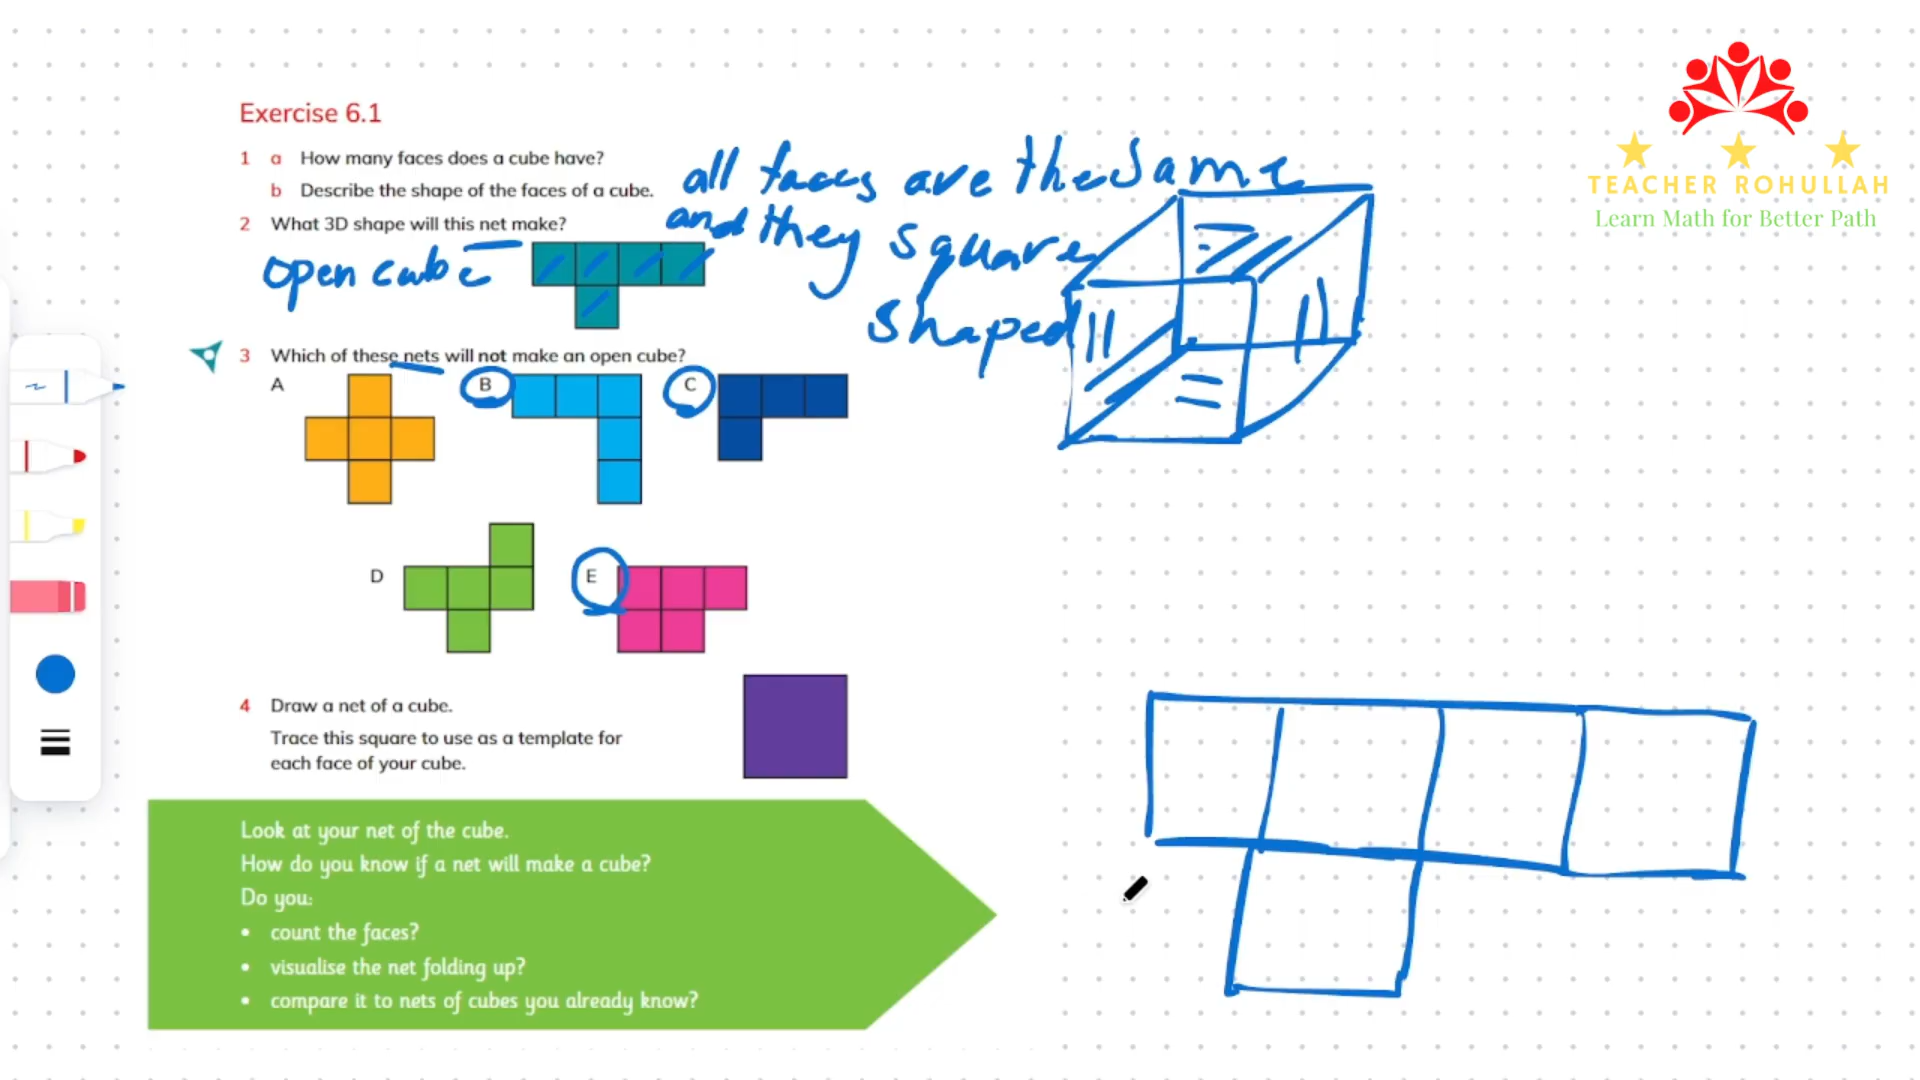 Exercise 6.1
1 a How many faces does a cube have?
b Describe the shape of the faces of a cube.
all faces are the same
and they square
shaped
2 What 3D shape will this net make?
open cube
3 Which of these nets will not make an open cube?
A
B
C
D
E
4 Draw a net of a cube.
Trace this square to use as a template for
each face of your cube.
Look at your net of the cube.
How do you know if a net will make a cube?
Do you:
• count the faces?
• visualise the net folding up?
• compare it to nets of cubes you already know?
TEACHER ROHULLAH
Learn Math for Better Path